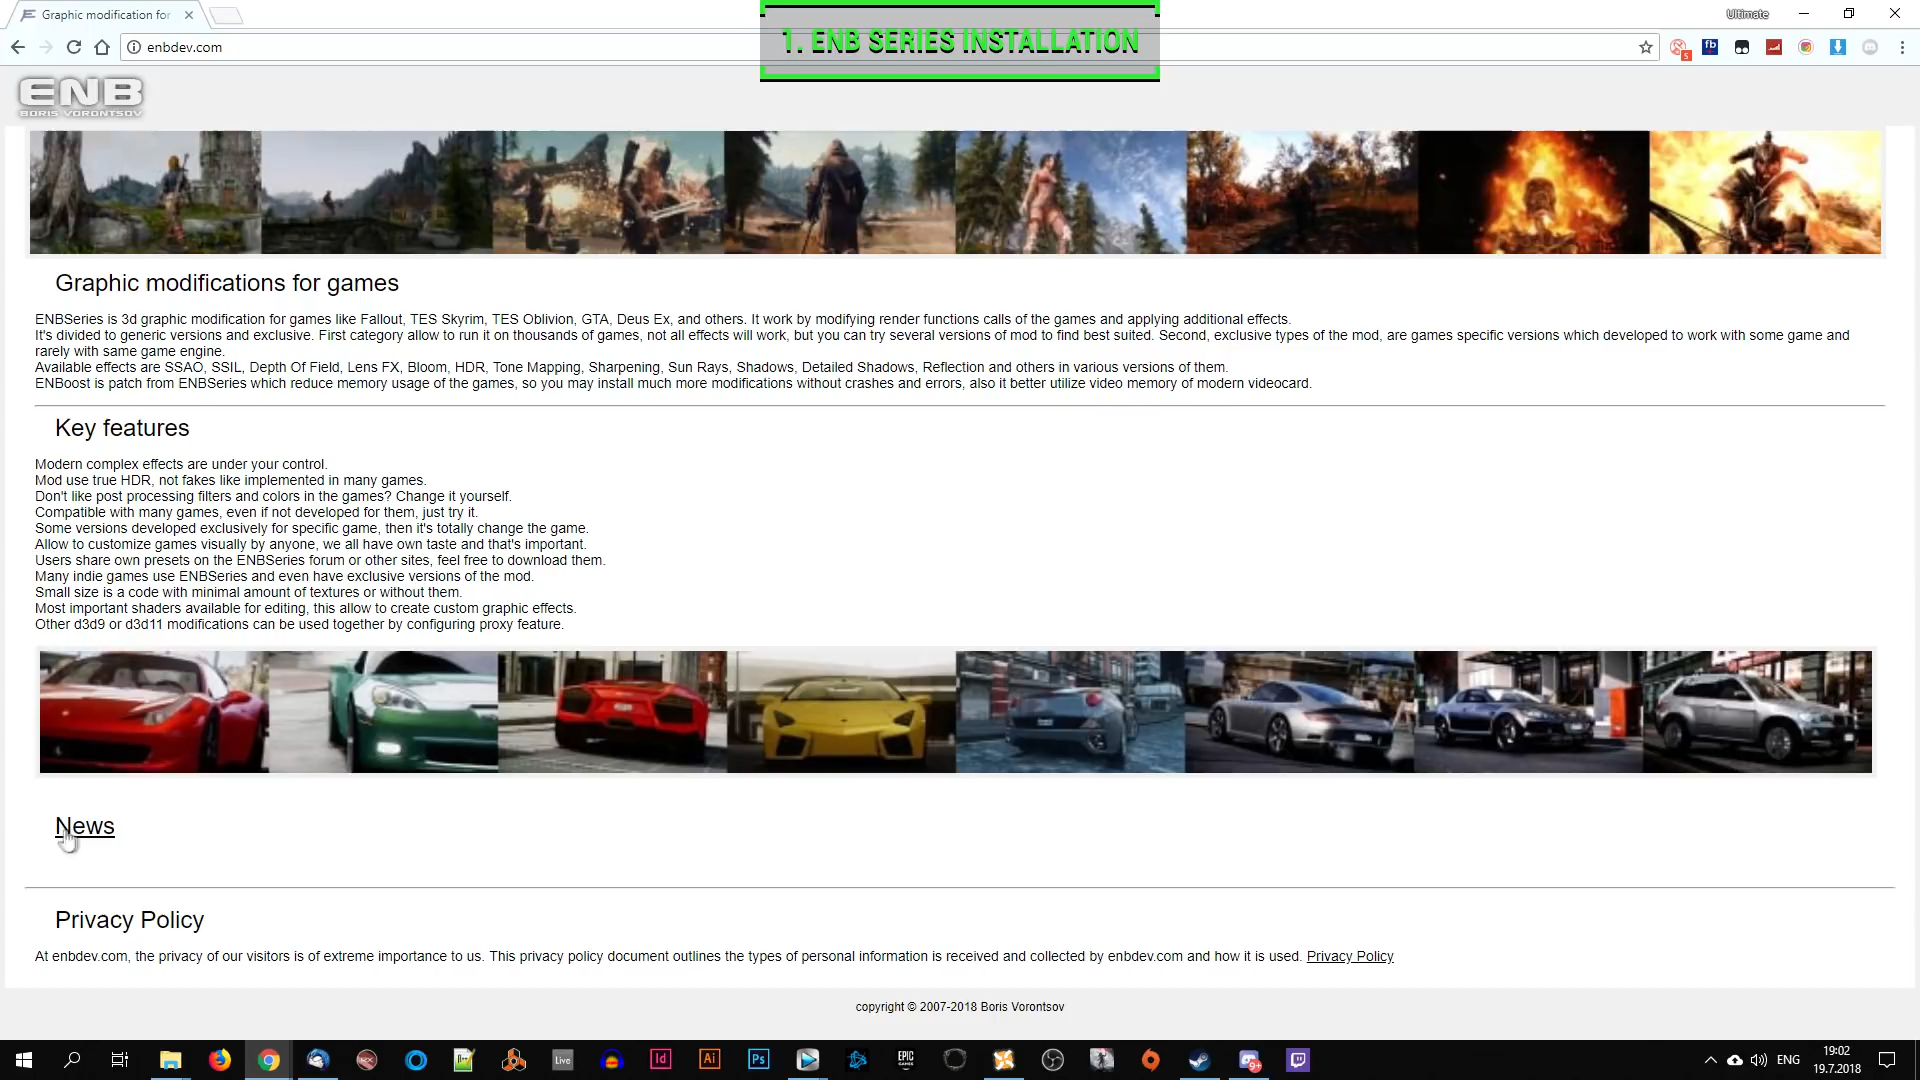 Graphic modification for
Ultimate
enbdev.com
1. ENB SERIES INSTALLATION
fb
5
ENB
BORIS VORONTSOV
Graphic modifications for games
ENBSeries is 3d graphic modification for games like Fallout, TES Skyrim, TES Oblivion, GTA, Deus Ex, and others. It work by modifying render functions calls of the games and applying additional effects.
It's divided to generic versions and exclusive. First category allow to run it on thousands of games, not all effects will work, but you can try several versions of mod to find best suited. Second, exclusive types of the mod, are games specific versions which developed to work with some game and
rarely with same game engine.
Available effects are SSAO, SSIL, Depth Of Field, Lens FX, Bloom, HDR, Tone Mapping, Sharpening, Sun Rays, Shadows, Detailed Shadows, Reflection and others in various versions of them.
ENBoost is patch from ENBSeries which reduce memory usage of the games, so you may install much more modifications without crashes and errors, also it better utilize video memory of modern videocard.
Key features
Modern complex effects are under your control.
Mod use true HDR, not fakes like implemented in many games.
Don't like post processing filters and colors in the games? Change it yourself.
Compatible with many games, even if not developed for them, just try it.
Some versions developed exclusively for specific game, then it's totally change the game.
Allow to customize games visually by anyone, we all have own taste and that's important.
Users share own presets on the ENBSeries forum or other sites, feel free to download them.
Many indie games use ENBSeries and even have exclusive versions of the mod.
Small size is a code with minimal amount of textures or without them.
Most important shaders available for editing, this allow to create custom graphic effects.
Other d3d9 or d3d11 modifications can be used together by configuring proxy feature.
News
Privacy Policy
At enbdev.com, the privacy of our visitors is of extreme importance to us. This privacy policy document outlines the types of personal information is received and collected by enbdev.com and how it is used. Privacy Policy
copyright © 2007-2018 Boris Vorontsov
Live
Id
Ai
Ps
EPIC
GAMES
9+
ENG
19:02
19.7.2018